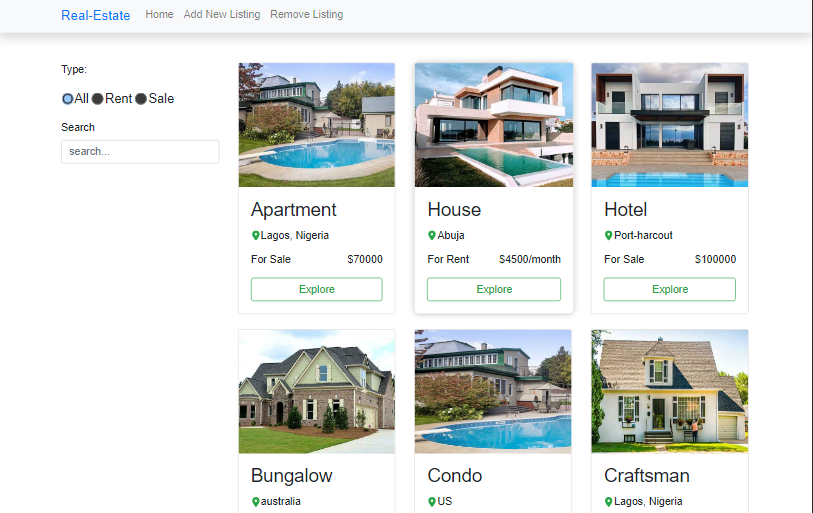 Real-Estate Home Add New Listing Remove Listing
Type:
All Rent Sale
Search
search...
Apartment
Lagos, Nigeria
For Sale $70000
Explore
House
Abuja
For Rent $4500/month
Explore
Hotel
Port-harcout
For Sale $100000
Explore
Bungalow
australia
Condo
US
Craftsman
Lagos, Nigeria